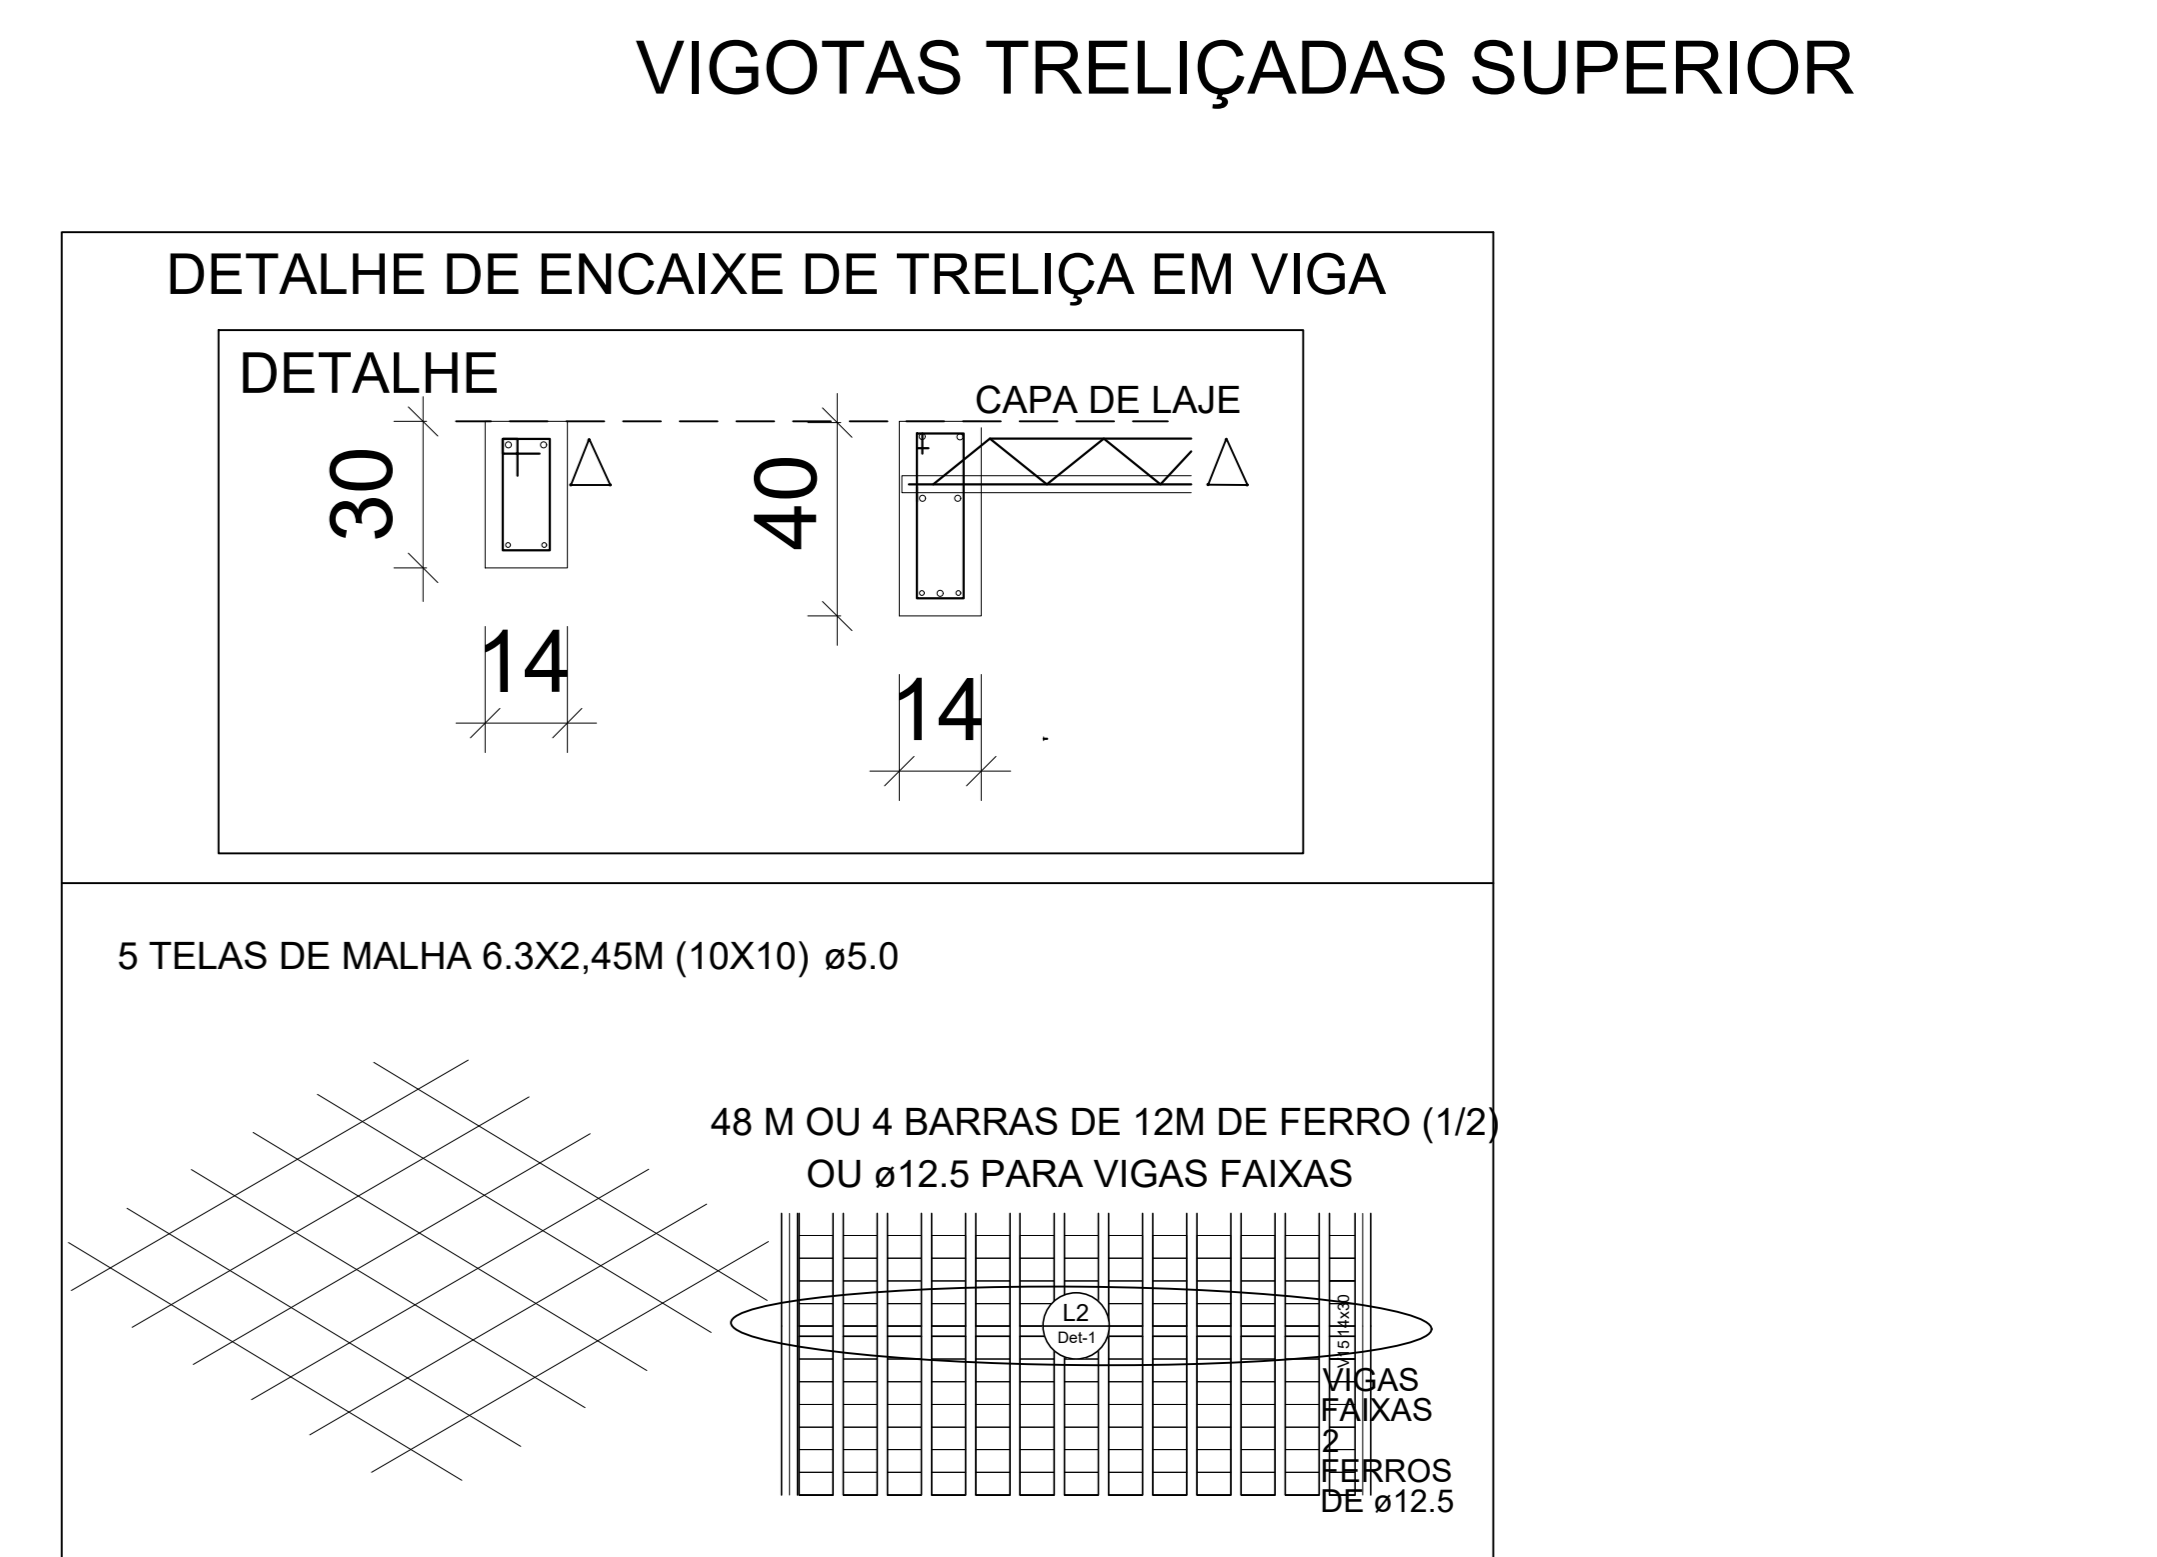 VIGOTAS TRELIÇADAS SUPERIOR
DETALHE DE ENCAIXE DE TRELIÇA EM VIGA
DETALHE
CAPA DE LAJE
30
40
14
14
5 TELAS DE MALHA 6.3X2,45M (10X10) ø5.0
48 M OU 4 BARRAS DE 12M DE FERRO (1/2)
OU ø12.5 PARA VIGAS FAIXAS
L2
Det-1
V15 14x30
VIGAS
FAIXAS
2
FERROS
DE ø12.5